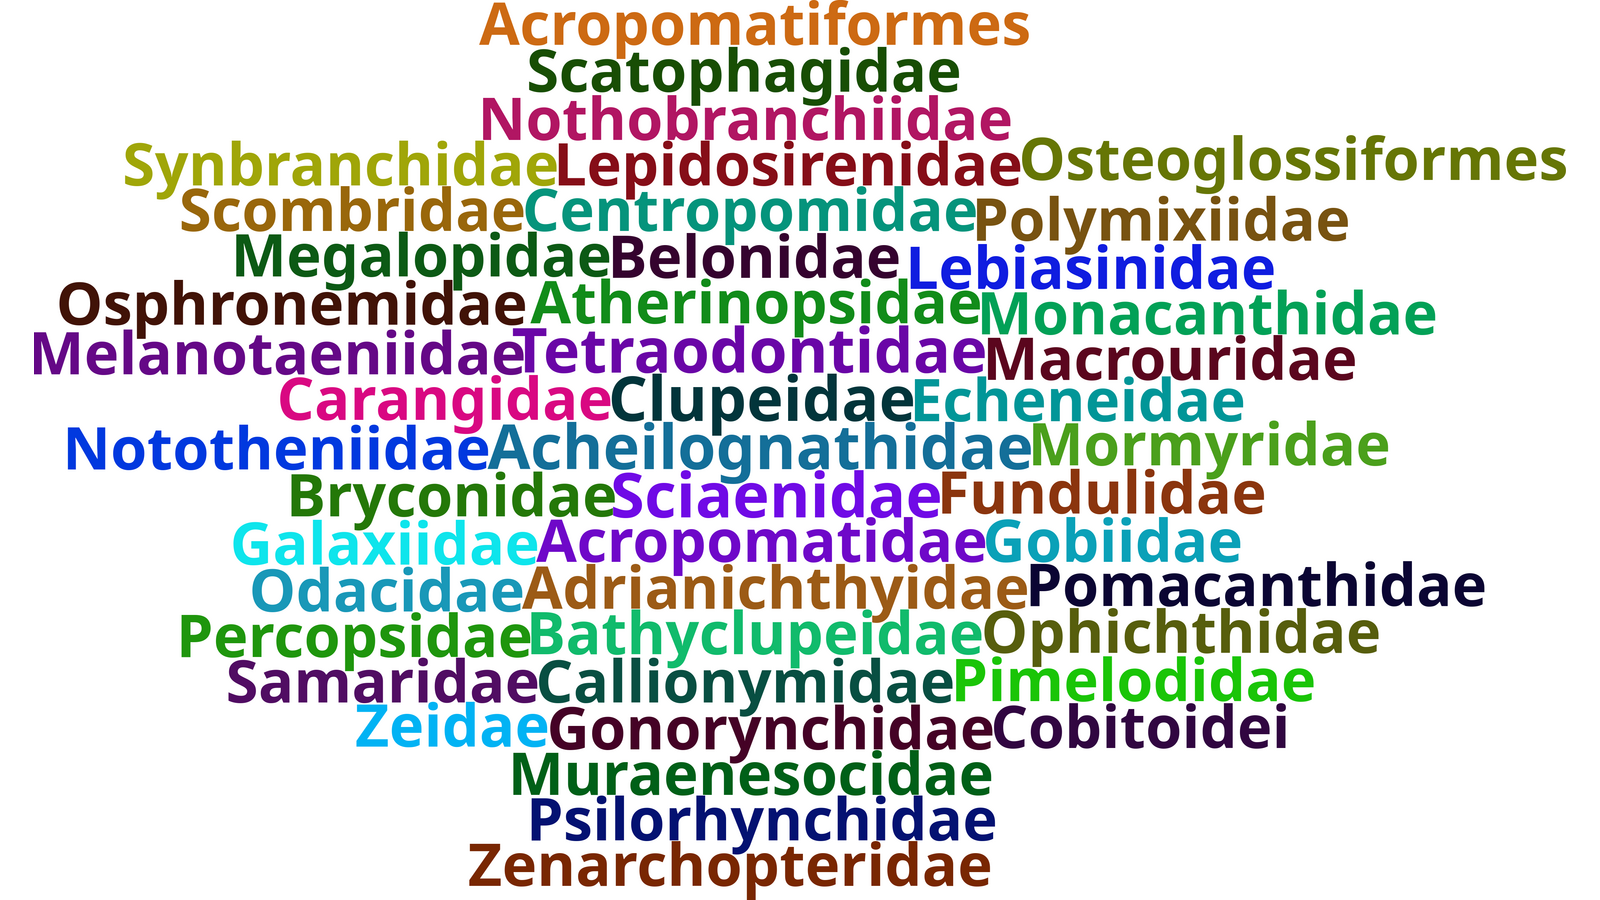 Acropomatiformes
Scatophagidae
Nothobranchiidae
Synbranchidae Lepidosirenidae Osteoglossiformes
Scombridae Centropomidae Polymixiidae
Megalopidae Belonidae Lebiasinidae
Osphronemidae Atherinopsidae Monacanthidae
Melanotaeniidae Tetraodontidae Macrouridae
Carangidae Clupeidae Echeneidae
Nototheniidae Acheilognathidae Mormyridae
Bryconidae Sciaenidae Fundulidae
Galaxiidae Acropomatidae Gobiidae
Odacidae Adrianichthyidae Pomacanthidae
Percopsidae Bathyclupeidae Ophichthidae
Samaridae Callionymidae Pimelodidae
Zeidae Gonorynchidae Cobitoidei
Muraenesocidae
Psilorhynchidae
Zenarchopteridae